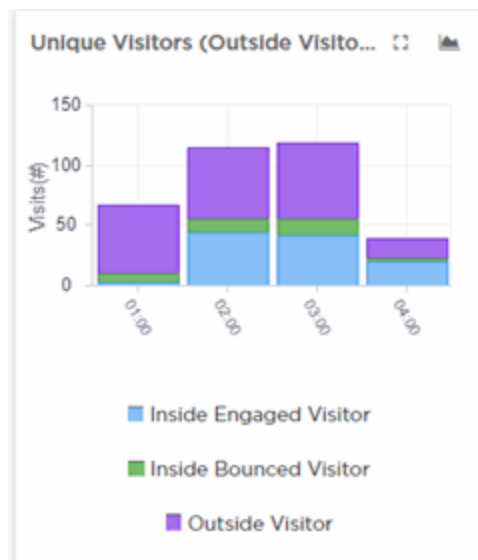 Unique Visitors (Outside Visito...
150
100
50
0
Visits(#)
01:00
02:00
03:00
04:00
Inside Engaged Visitor
Inside Bounced Visitor
Outside Visitor